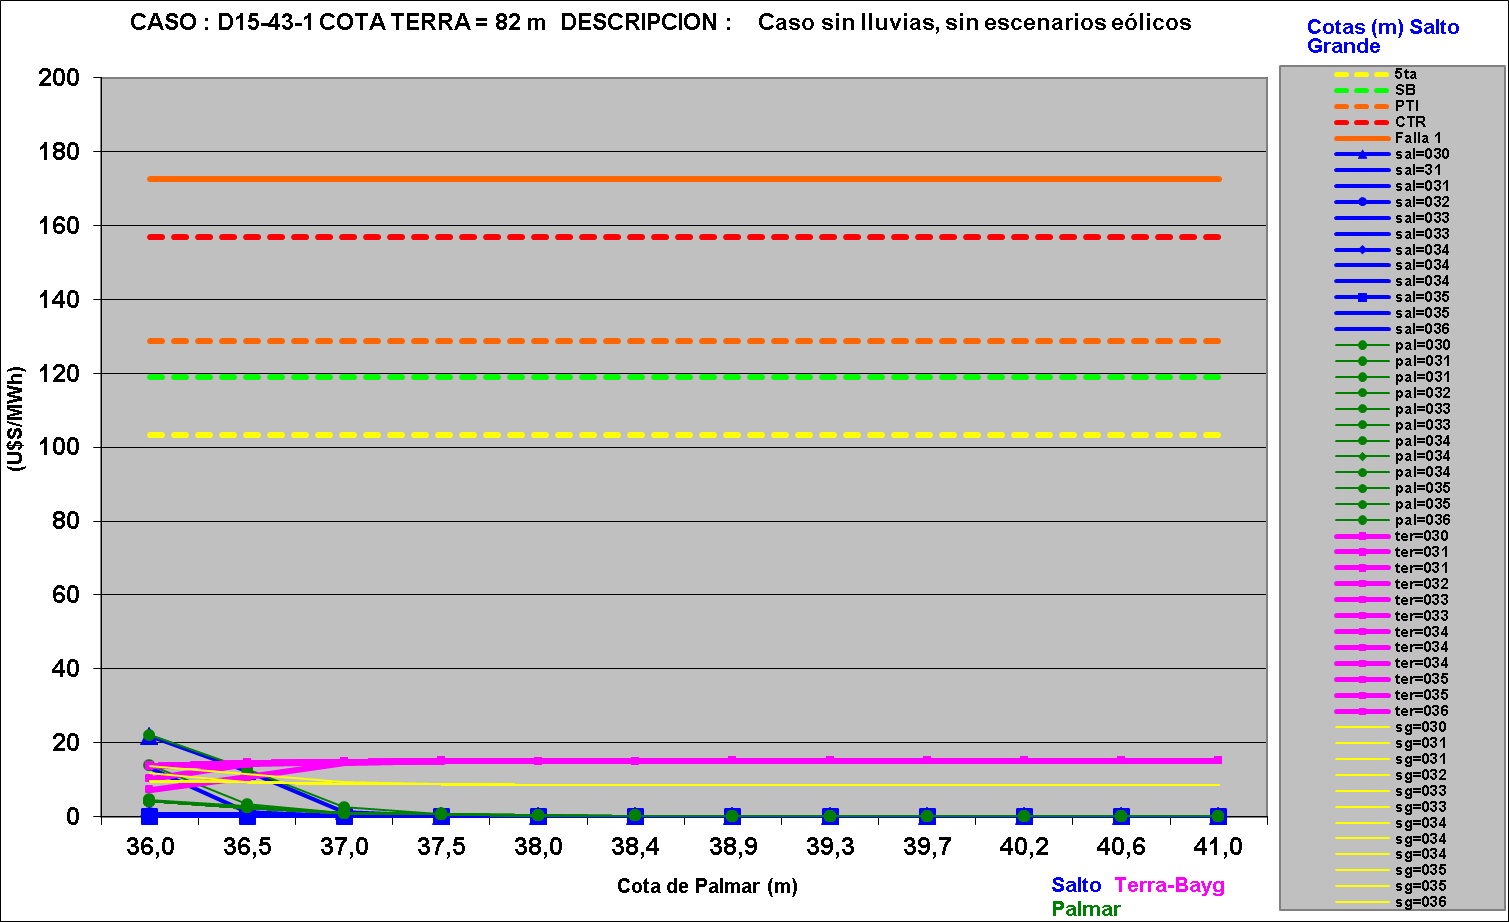 CASO : D15-43-1 COTA TERRA = 82 m  DESCRIPCION :    Caso sin lluvias, sin escenarios eólicos
Cotas (m) Salto
Grande
5ta
SB
PTI
CTR
Falla 1
sal=030
sal=31
sal=031
sal=032
sal=033
sal=033
sal=034
sal=034
sal=034
sal=035
sal=035
sal=036
pal=030
pal=031
pal=031
pal=032
pal=033
pal=033
pal=034
pal=034
pal=034
pal=035
pal=035
pal=036
ter=030
ter=031
ter=031
ter=032
ter=033
ter=033
ter=034
ter=034
ter=034
ter=035
ter=035
ter=036
sg=030
sg=031
sg=031
sg=032
sg=033
sg=033
sg=034
sg=034
sg=034
sg=035
sg=035
sg=036
200
180
160
140
120
100
80
60
40
20
0
(U$S/MWh)
36,0 36,5 37,0 37,5 38,0 38,4 38,9 39,3 39,7 40,2 40,6 41,0
Cota de Palmar (m)
Salto  Terra-Bayg
Palmar